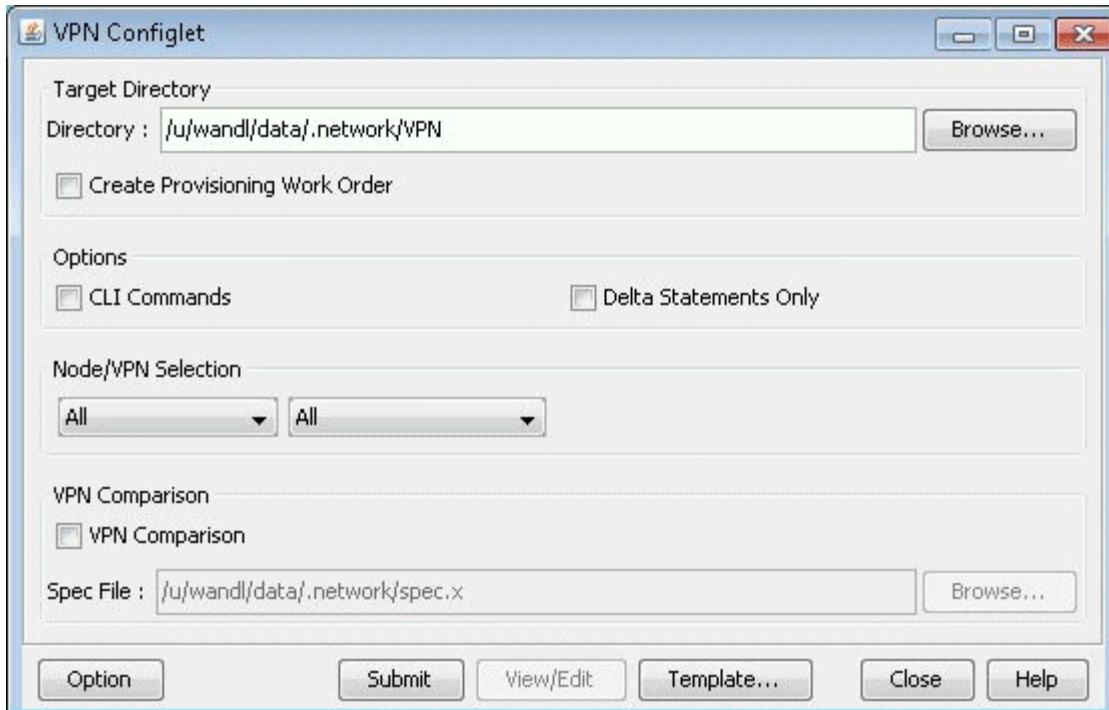 VPN Configlet
Target Directory
Directory : /u/wandl/data/.network/VPN Browse...
Create Provisioning Work Order
Options
CLI Commands Delta Statements Only
Node/VPN Selection
All All
VPN Comparison
VPN Comparison
Spec File : /u/wandl/data/.network/spec.x Browse...
Option Submit View/Edit Template... Close Help